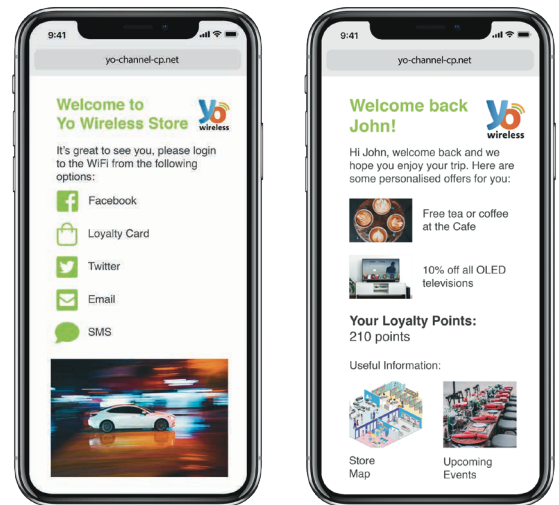 9:41
yo-channel-cp.net
Welcome to
Yo Wireless Store
Yo
wireless
It's great to see you, please login
to the WiFi from the following
options:
Facebook
Loyalty Card
Twitter
Email
SMS
9:41
yo-channel-cp.net
Welcome back
John!
Yo
wireless
Hi John, welcome back and we
hope you enjoy your trip. Here are
some personalised offers for you:
Free tea or coffee
at the Cafe
10% off all OLED
televisions
Your Loyalty Points:
210 points
Useful Information:
Store
Map
Upcoming
Events